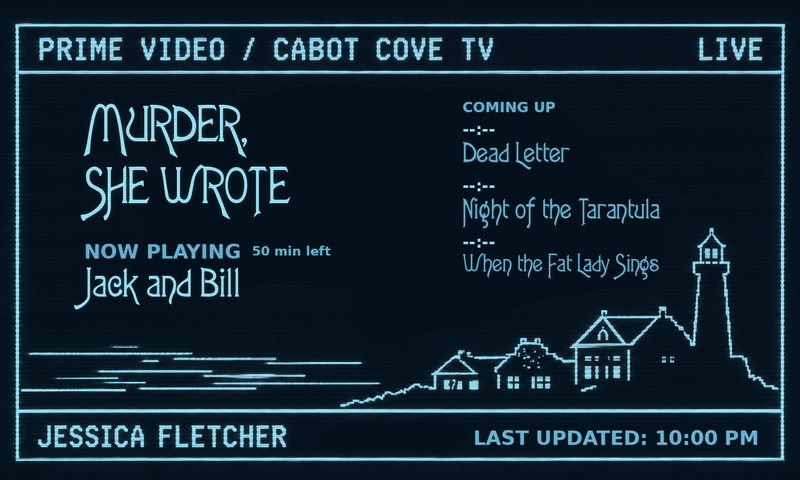 PRIME VIDEO / CABOT COVE TV
LIVE
MURDER,
SHE WROTE
NOW PLAYING 50 min left
Jack and Bill
COMING UP
--:--
Dead Letter
--:--
Night of the Tarantula
--:--
When the Fat Lady Sings
JESSICA FLETCHER
LAST UPDATED: 10:00 PM